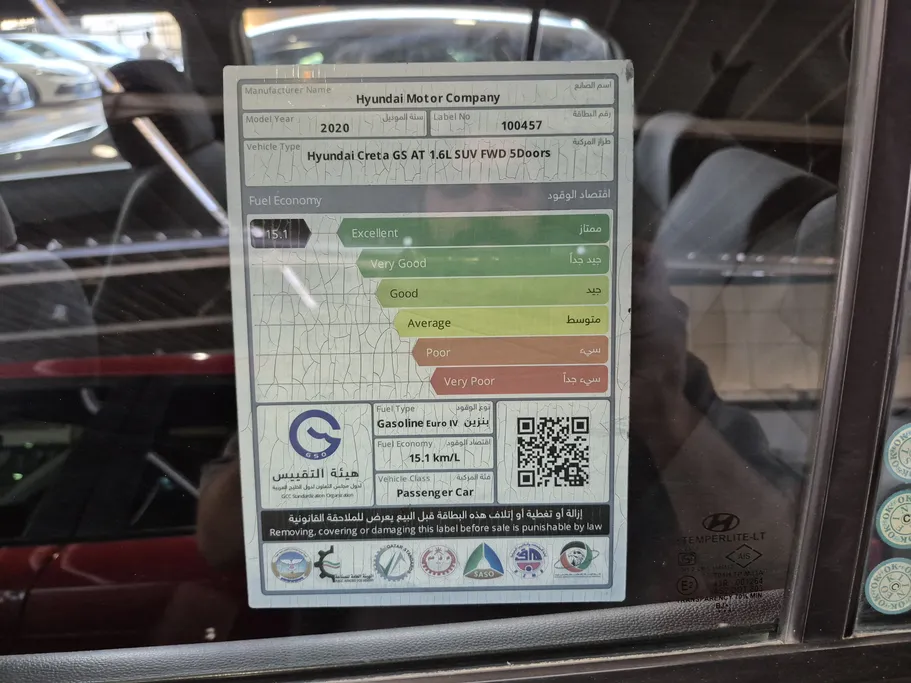 Manufacturer Name اسم الصانع
Hyundai Motor Company
Model Year سنة الموديل
2020
Label No رقم البطاقة
100457
Vehicle Type طراز المركبة
Hyundai Creta GS AT 1.6L SUV FWD 5Doors
Fuel Economy اقتصاد الوقود
15.1
Excellent ممتاز
Very Good جيد جداً
Good جيد
Average متوسط
Poor سيء
Very Poor سيء جداً
GSO
هيئة التقييس
لدول مجلس التعاون لدول الخليج العربية
GCC Standardization Organization
Fuel Type نوع الوقود
Gasoline Euro IV بنزين
Fuel Economy اقتصاد الوقود
15.1 km/L
Vehicle Class فئة المركبة
Passenger Car
إزالة أو تغطية أو إتلاف هذه البطاقة قبل البيع يعرض للملاحقة القانونية
Removing, covering or damaging this label before sale is punishable by law
SASO
TEMPERLITE-LT
AIS